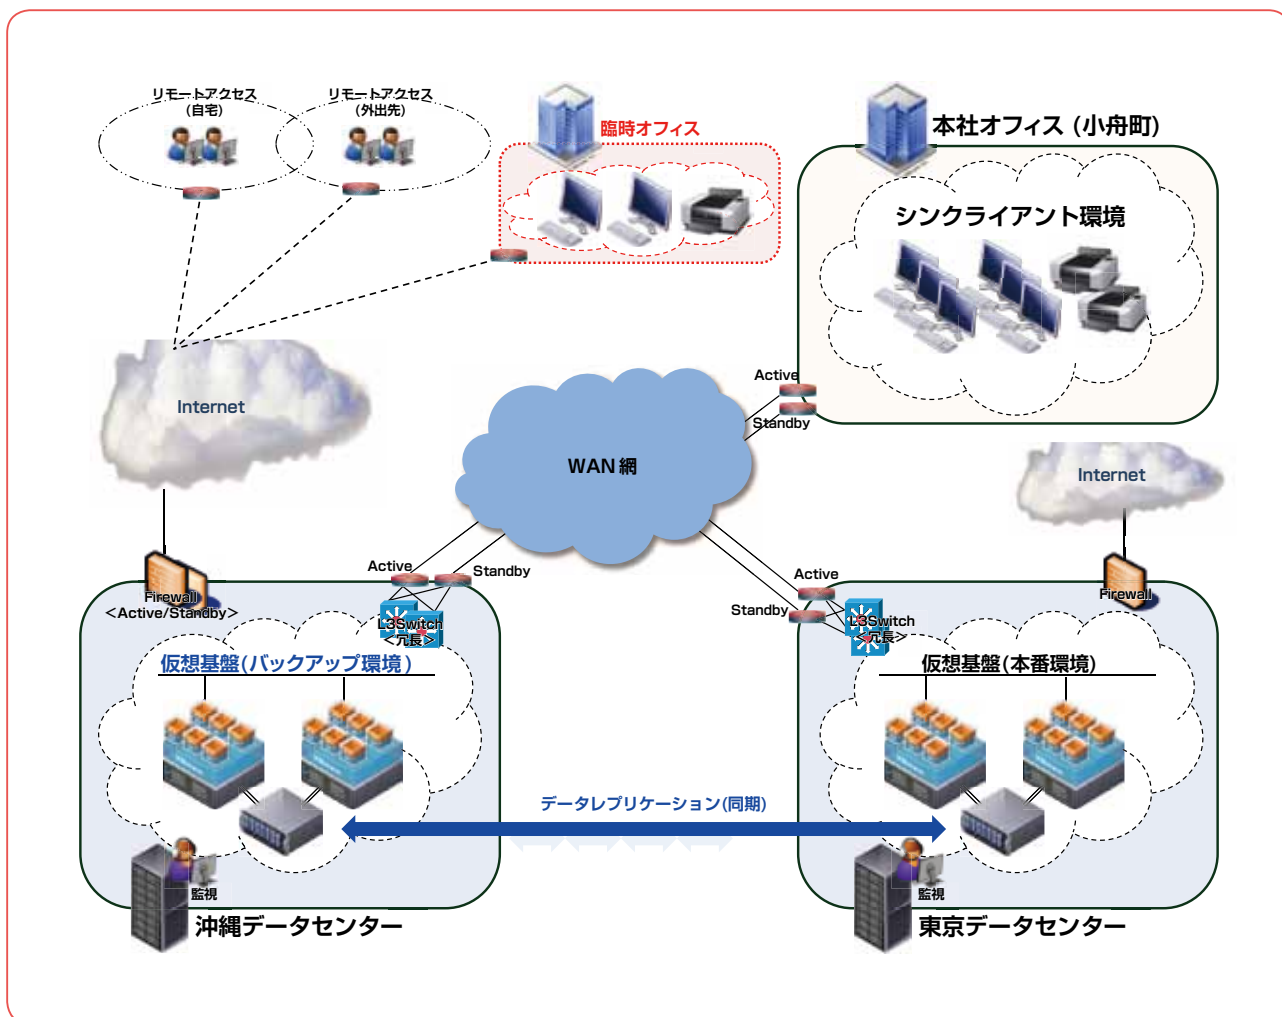 リモートアクセス
(自宅)
リモートアクセス
(外出先)
臨時オフィス
本社オフィス (小舟町)
シンクライアント環境
Internet
WAN網
Active
Standby
Internet
Firewall
<Active/Standby>
Active
Standby
L3Switch
<冗長>
仮想基盤(バックアップ環境)
Active
Standby
L3Switch
<冗長>
Firewall
仮想基盤(本番環境)
データレプリケーション(同期)
監視
沖縄データセンター
監視
東京データセンター